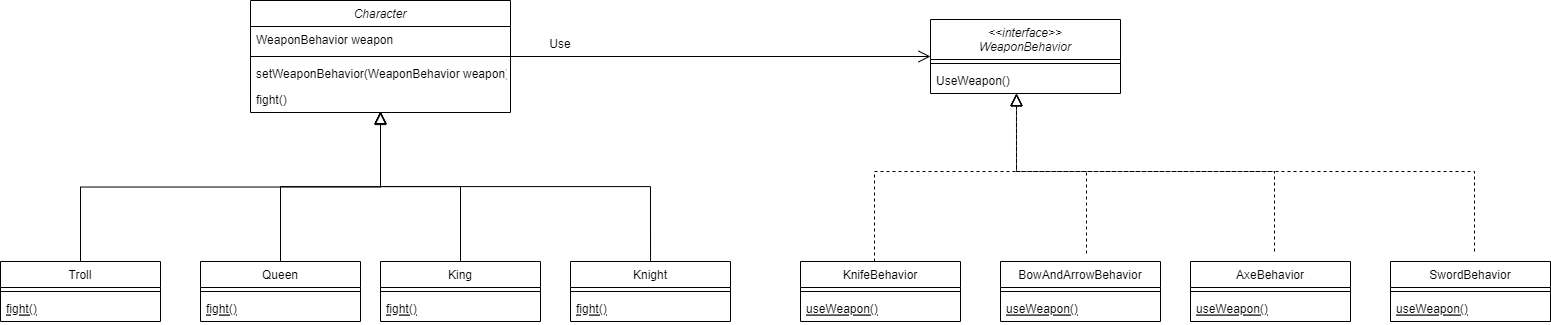 Character
WeaponBehavior weapon
setWeaponBehavior(WeaponBehavior weapon)
fight()
Use
<<interface>>
WeaponBehavior
UseWeapon()
Troll
fight()
Queen
fight()
King
fight()
Knight
fight()
KnifeBehavior
useWeapon()
BowAndArrowBehavior
useWeapon()
AxeBehavior
useWeapon()
SwordBehavior
useWeapon()